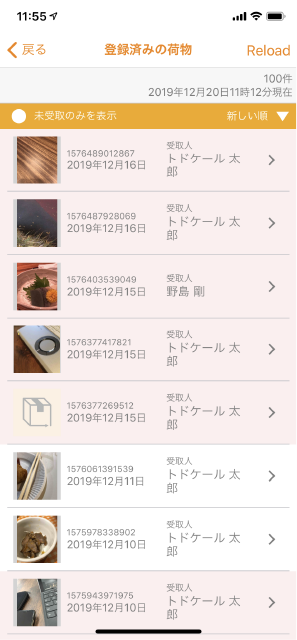 11:55
戻る
登録済みの荷物
Reload
100件
2019年12月20日11時12分現在
未受取のみを表示
新しい順
1576489012867
2019年12月16日
受取人
トドケール 太
郎
1576487928069
2019年12月16日
受取人
トドケール 太
郎
1576403539049
2019年12月15日
受取人
野島 剛
1576377417821
2019年12月15日
受取人
トドケール 太
郎
1576377269512
2019年12月15日
受取人
トドケール 太
郎
1576061391539
2019年12月11日
受取人
トドケール 太
郎
1575978338902
2019年12月10日
受取人
トドケール 太
郎
1575943971975
2019年12月10日
受取人
トドケール 太
郎